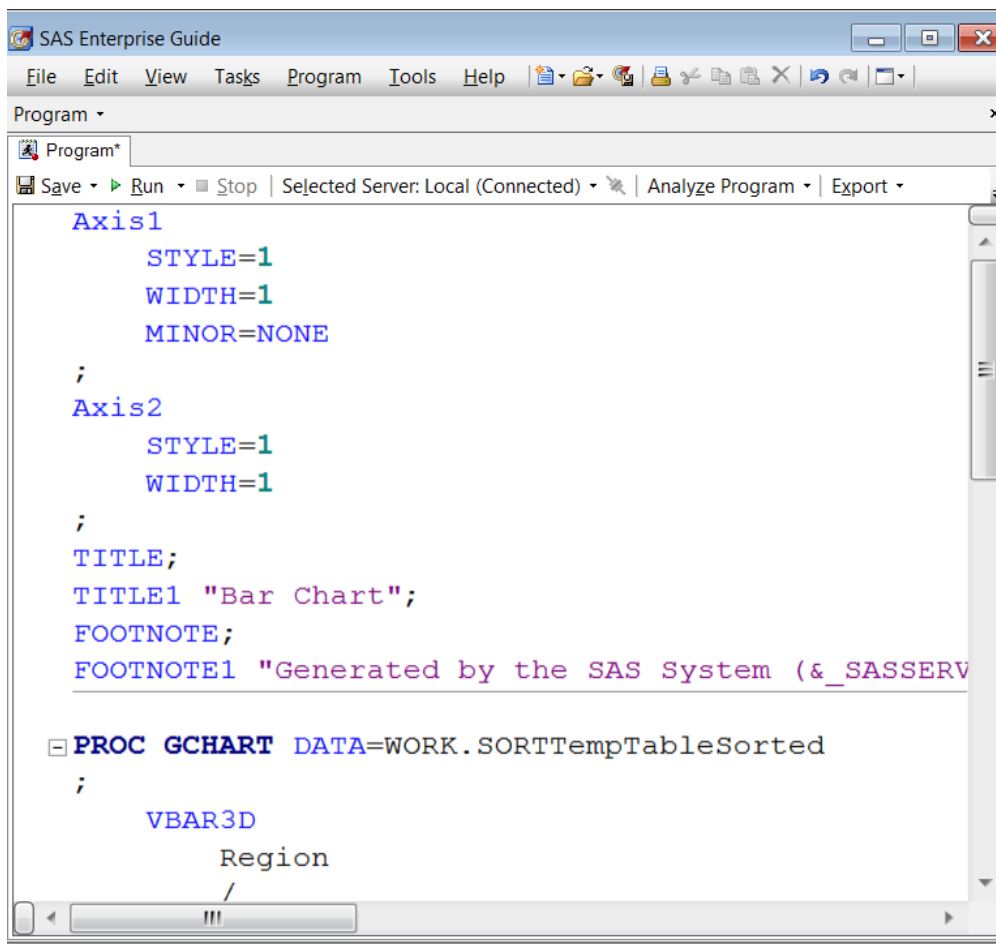 SAS Enterprise Guide
File Edit View Tasks Program Tools Help
Program
Program*
Save Run Stop Selected Server: Local (Connected) Analyze Program Export
Axis1
STYLE=1
WIDTH=1
MINOR=NONE
;
Axis2
STYLE=1
WIDTH=1
;
TITLE;
TITLE1 "Bar Chart";
FOOTNOTE;
FOOTNOTE1 "Generated by the SAS System (&_SASSERV
PROC GCHART DATA=WORK.SORTTempTableSorted
;
VBAR3D
Region
/